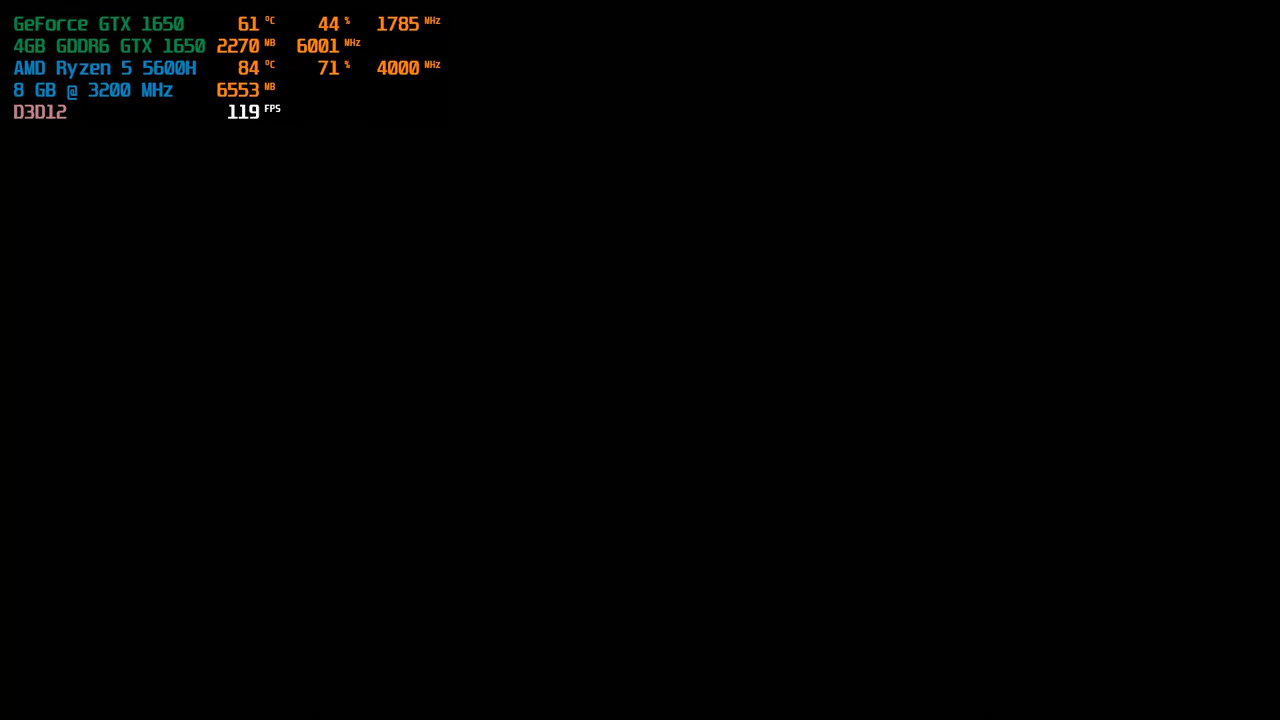 GeForce GTX 1650 61 °C 44 % 1785 MHz
4GB GDDR6 GTX 1650 2270 MB 6001 MHz
AMD Ryzen 5 5600H 84 °C 71 % 4000 MHz
8 GB @ 3200 MHz 6553 MB
D3D12 119 FPS